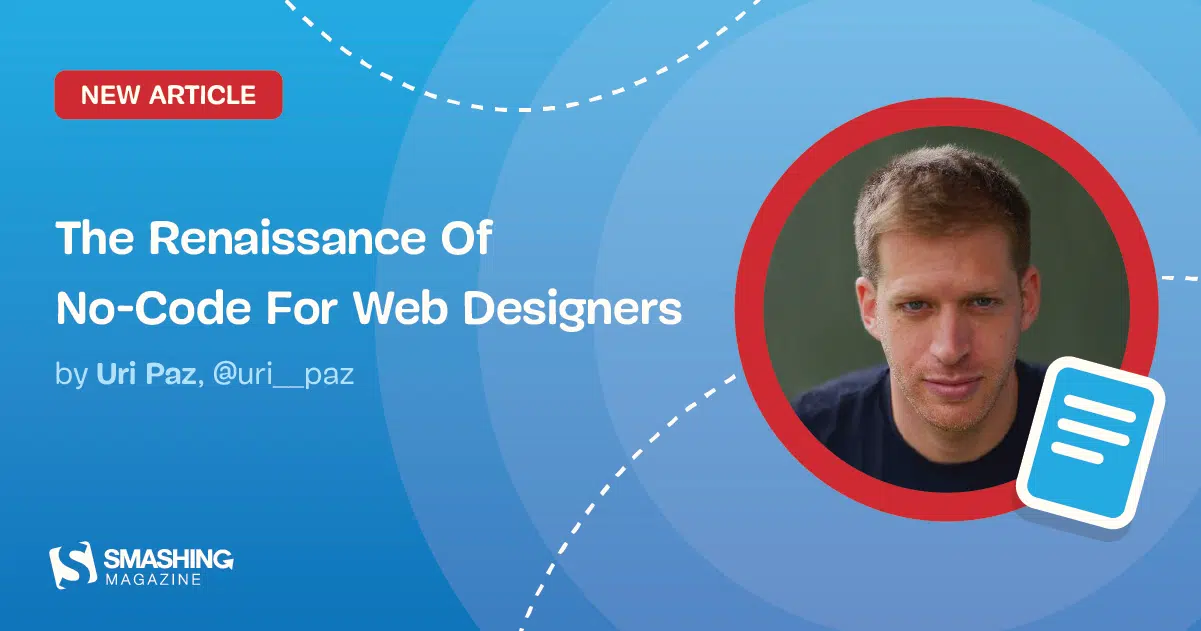 NEW ARTICLE
The Renaissance Of
No-Code For Web Designers
by Uri Paz, @uri__paz
SMASHING
MAGAZINE